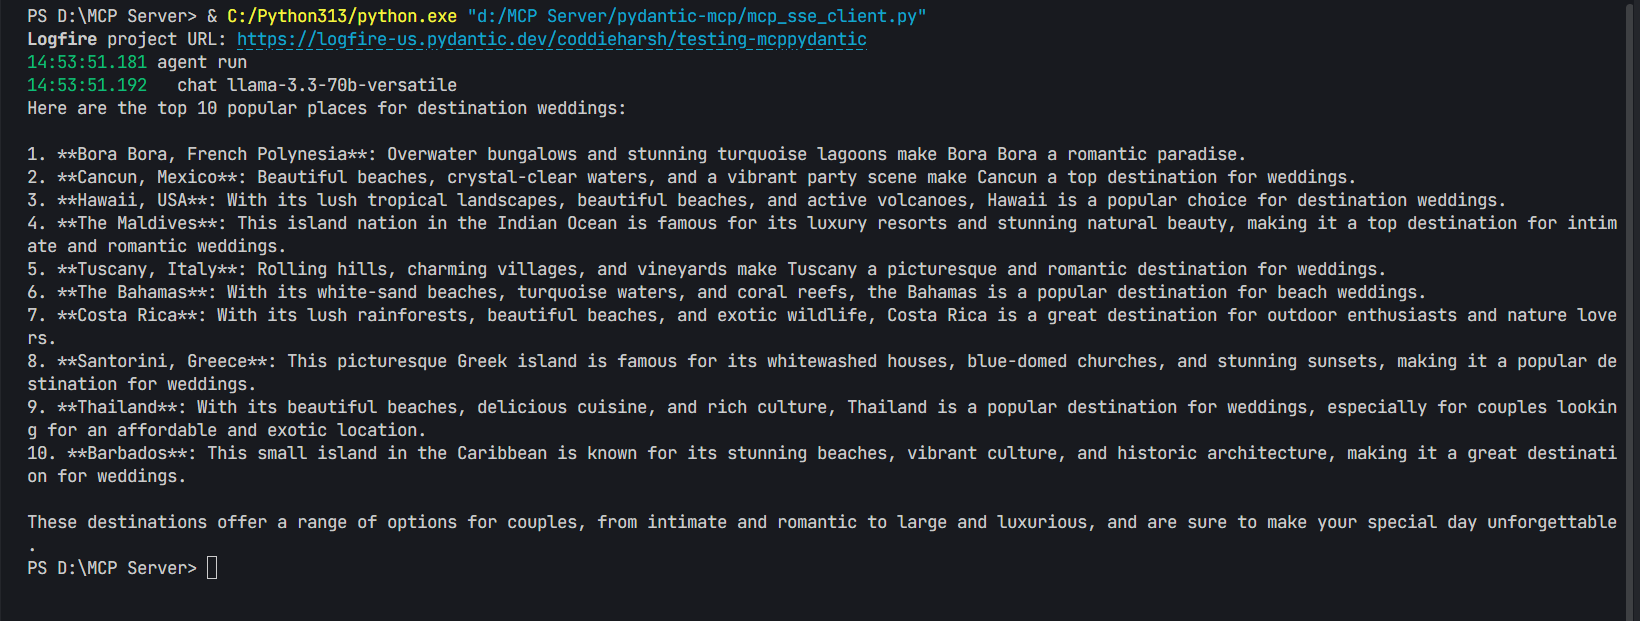 PS D:\MCP Server> & C:/Python313/python.exe "d:/MCP Server/pydantic-mcp/mcp_sse_client.py"
Logfire project URL: https://logfire-us.pydantic.dev/coddieharsh/testing-mcppydantic
14:53:51.181 agent run
14:53:51.192   chat llama-3.3-70b-versatile
Here are the top 10 popular places for destination weddings:

1. **Bora Bora, French Polynesia**: Overwater bungalows and stunning turquoise lagoons make Bora Bora a romantic paradise.
2. **Cancun, Mexico**: Beautiful beaches, crystal-clear waters, and a vibrant party scene make Cancun a top destination for weddings.
3. **Hawaii, USA**: With its lush tropical landscapes, beautiful beaches, and active volcanoes, Hawaii is a popular choice for destination weddings.
4. **The Maldives**: This island nation in the Indian Ocean is famous for its luxury resorts and stunning natural beauty, making it a top destination for intim
ate and romantic weddings.
5. **Tuscany, Italy**: Rolling hills, charming villages, and vineyards make Tuscany a picturesque and romantic destination for weddings.
6. **The Bahamas**: With its white-sand beaches, turquoise waters, and coral reefs, the Bahamas is a popular destination for beach weddings.
7. **Costa Rica**: With its lush rainforests, beautiful beaches, and exotic wildlife, Costa Rica is a great destination for outdoor enthusiasts and nature love
rs.
8. **Santorini, Greece**: This picturesque Greek island is famous for its whitewashed houses, blue-domed churches, and stunning sunsets, making it a popular de
stination for weddings.
9. **Thailand**: With its beautiful beaches, delicious cuisine, and rich culture, Thailand is a popular destination for weddings, especially for couples lookin
g for an affordable and exotic location.
10. **Barbados**: This small island in the Caribbean is known for its stunning beaches, vibrant culture, and historic architecture, making it a great destinati
on for weddings.

These destinations offer a range of options for couples, from intimate and romantic to large and luxurious, and are sure to make your special day unforgettable
.
PS D:\MCP Server>